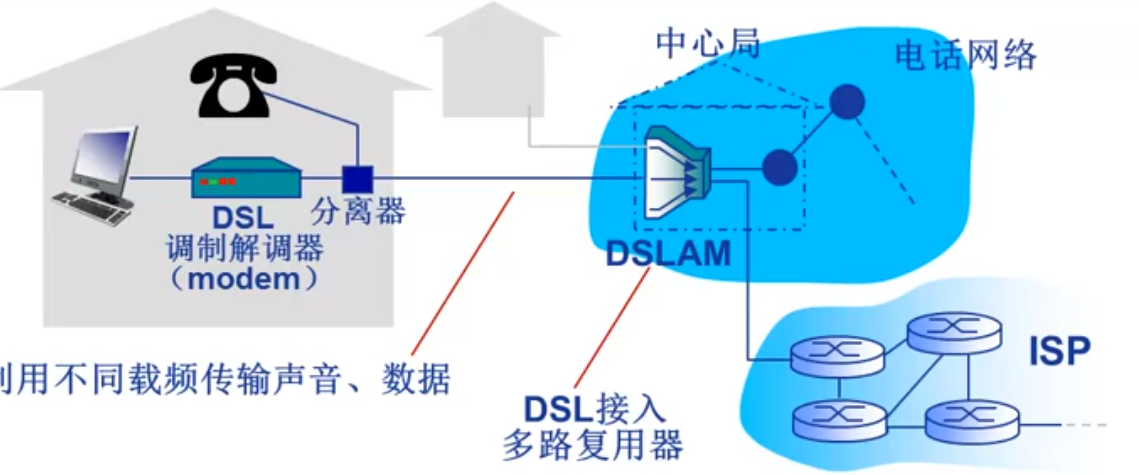 中心局
电话网络
分离器
DSL
调制解调器
（modem）
DSLAM
ISP
用不同载频传输声音、数据
DSL接入
多路复用器